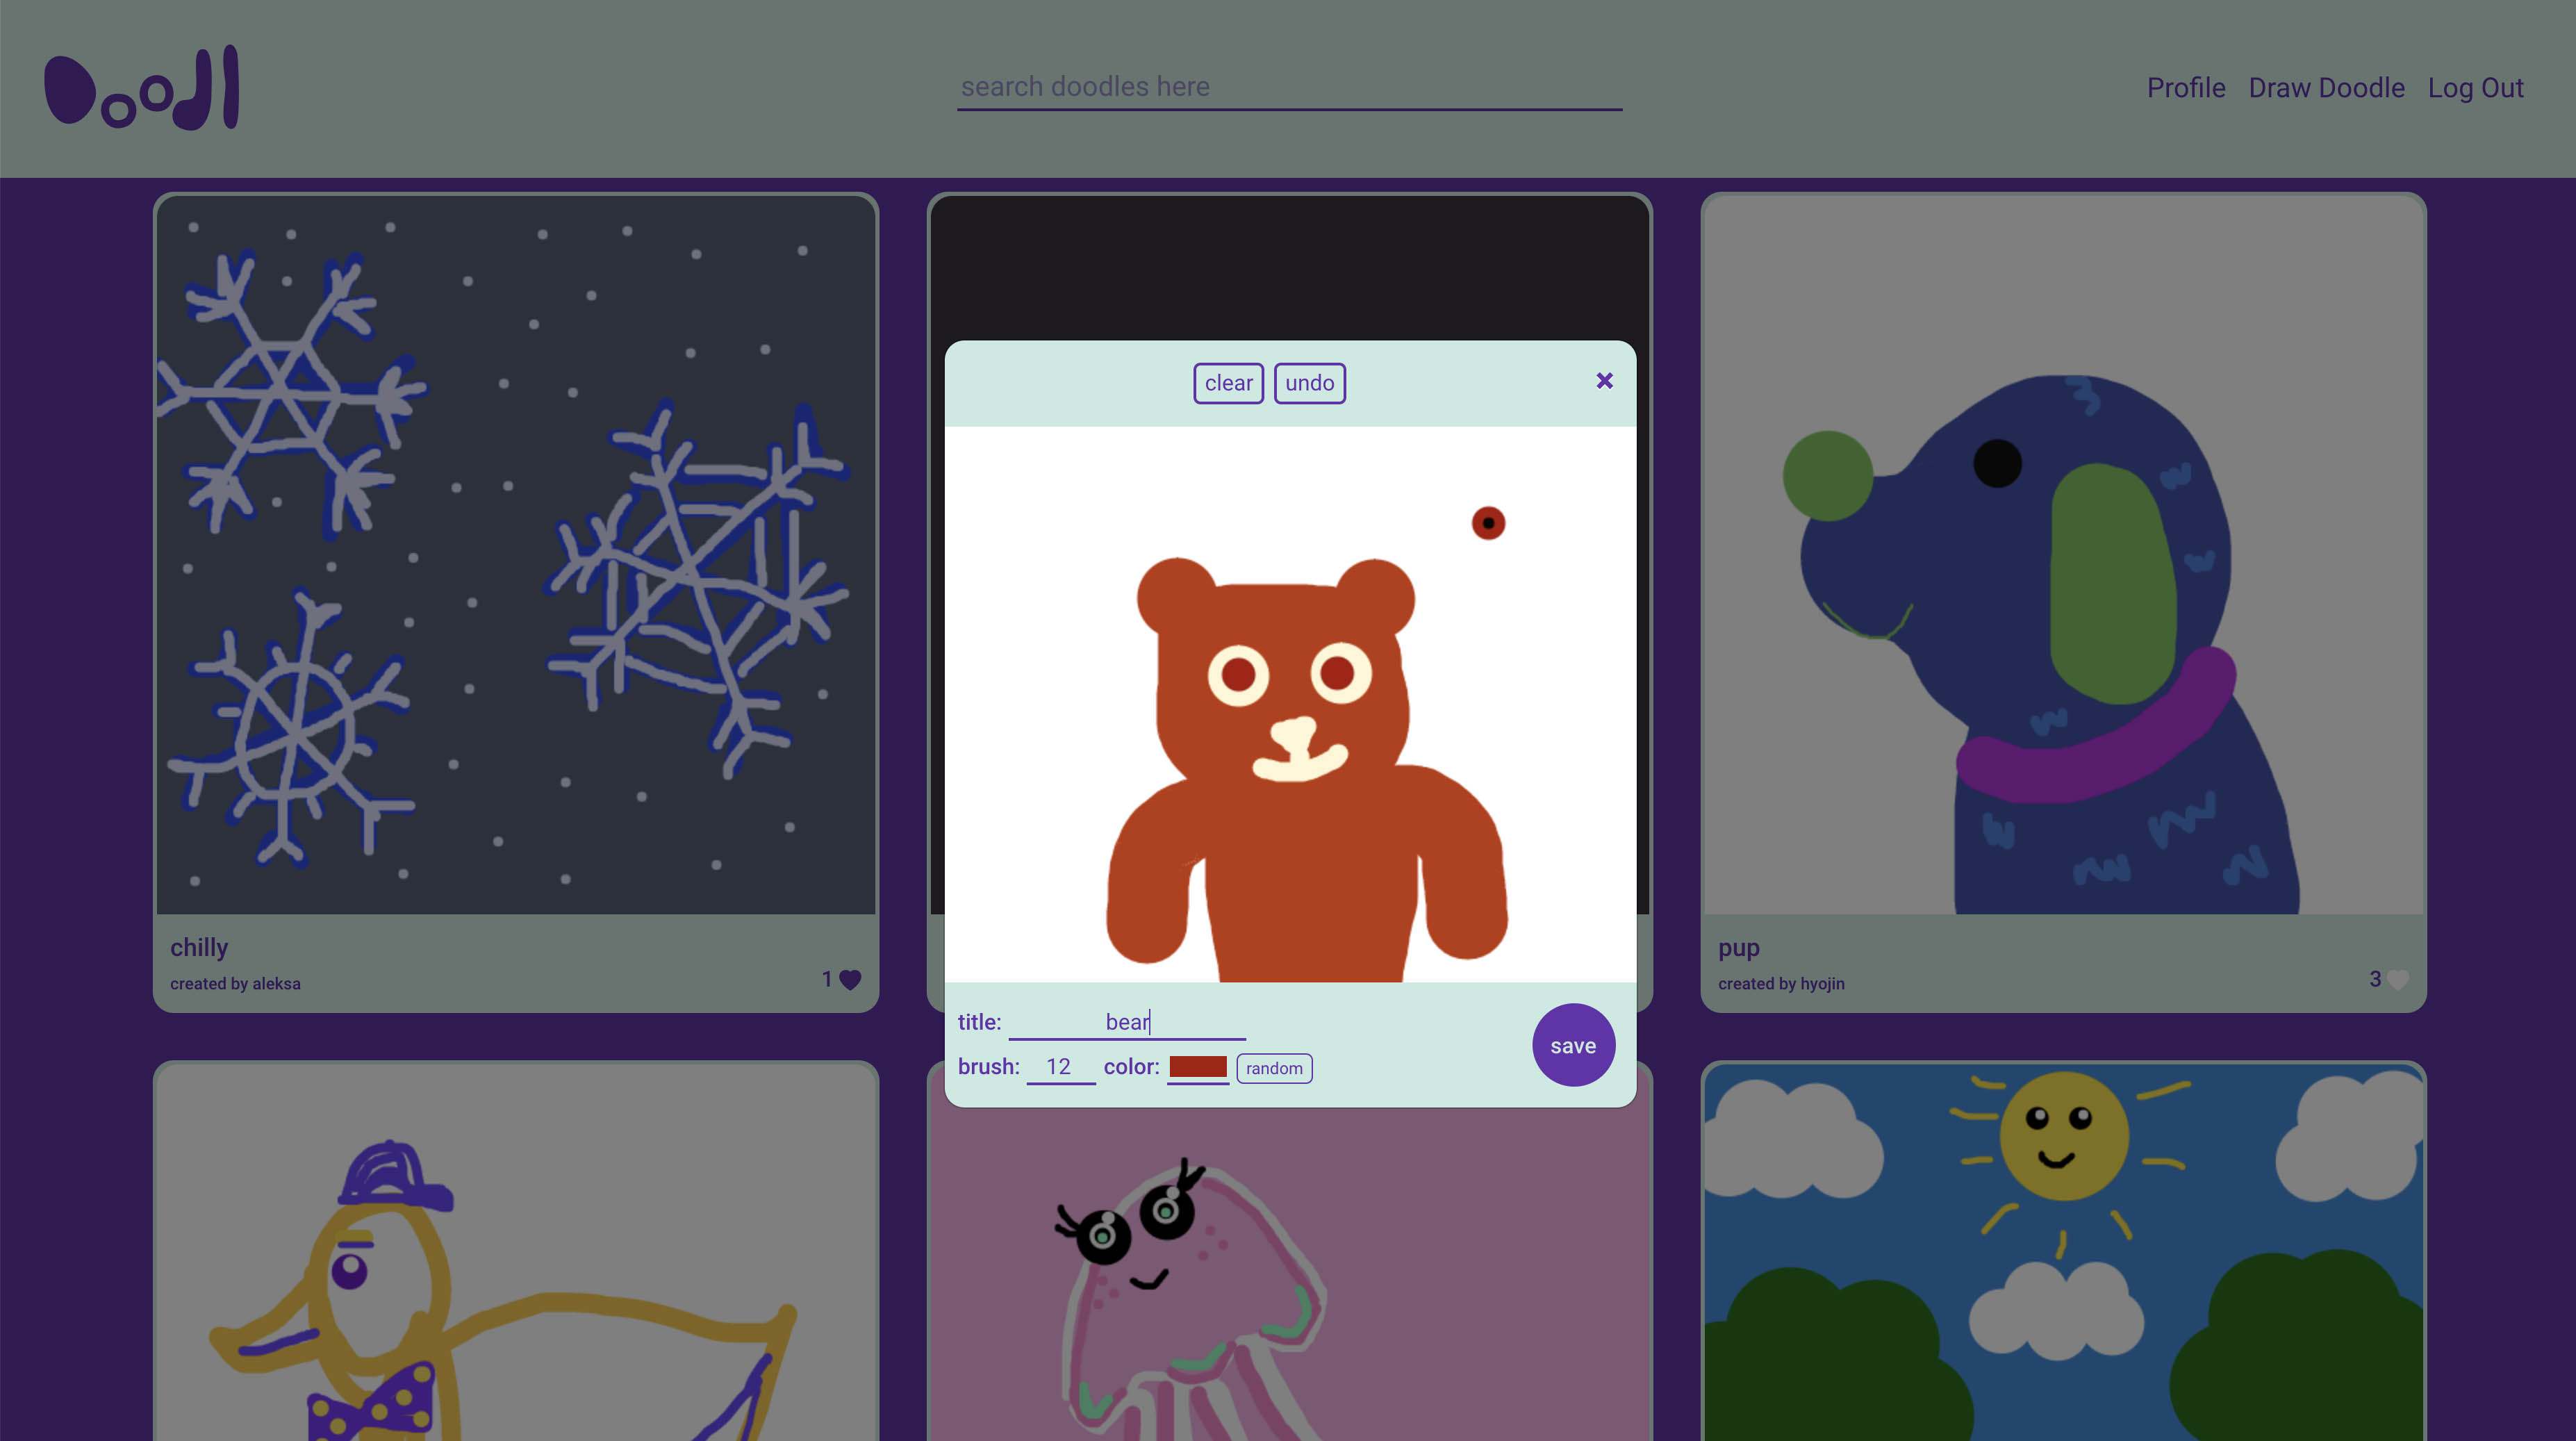 Doodl
search doodles here
Profile Draw Doodle Log Out
clear undo ×
chilly
created by aleksa
1
title: bear
brush: 12 color: random
save
pup
created by hyojin
3